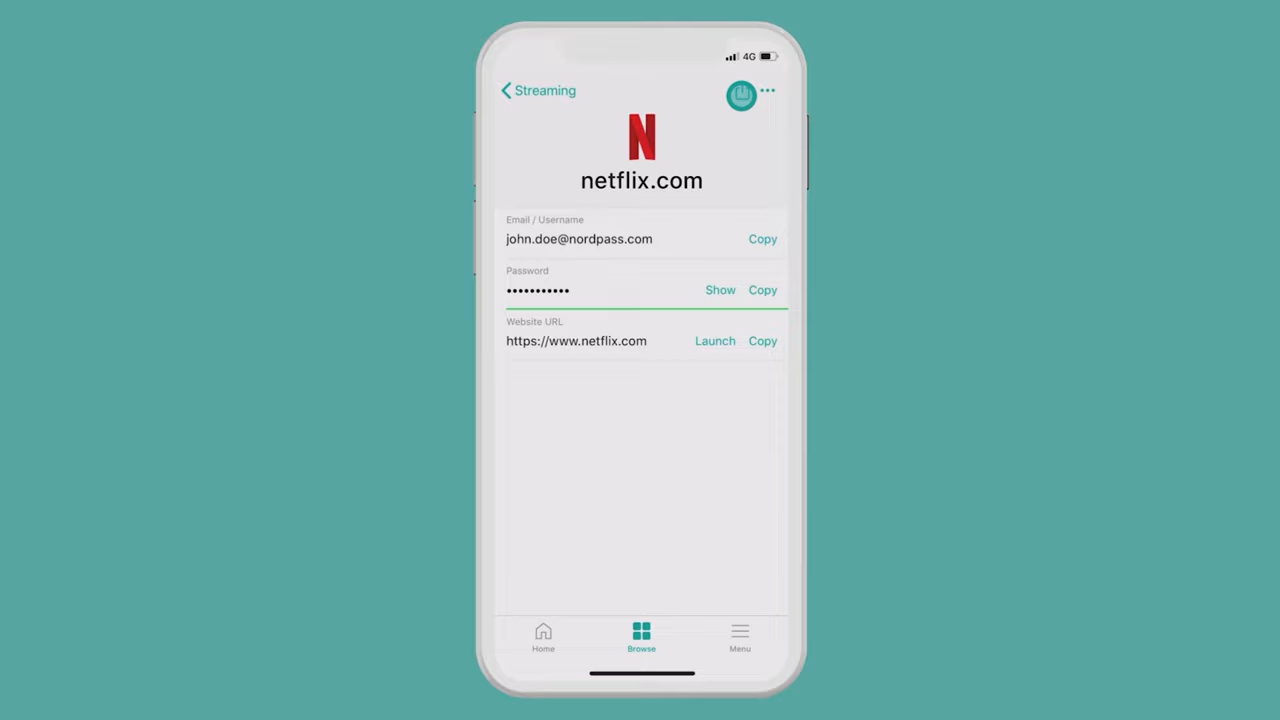 4G
Streaming
N
netflix.com
Email / Username
john.doe@nordpass.com Copy
Password
••••••••••• Show Copy
Website URL
https://www.netflix.com Launch Copy
Home Browse Menu